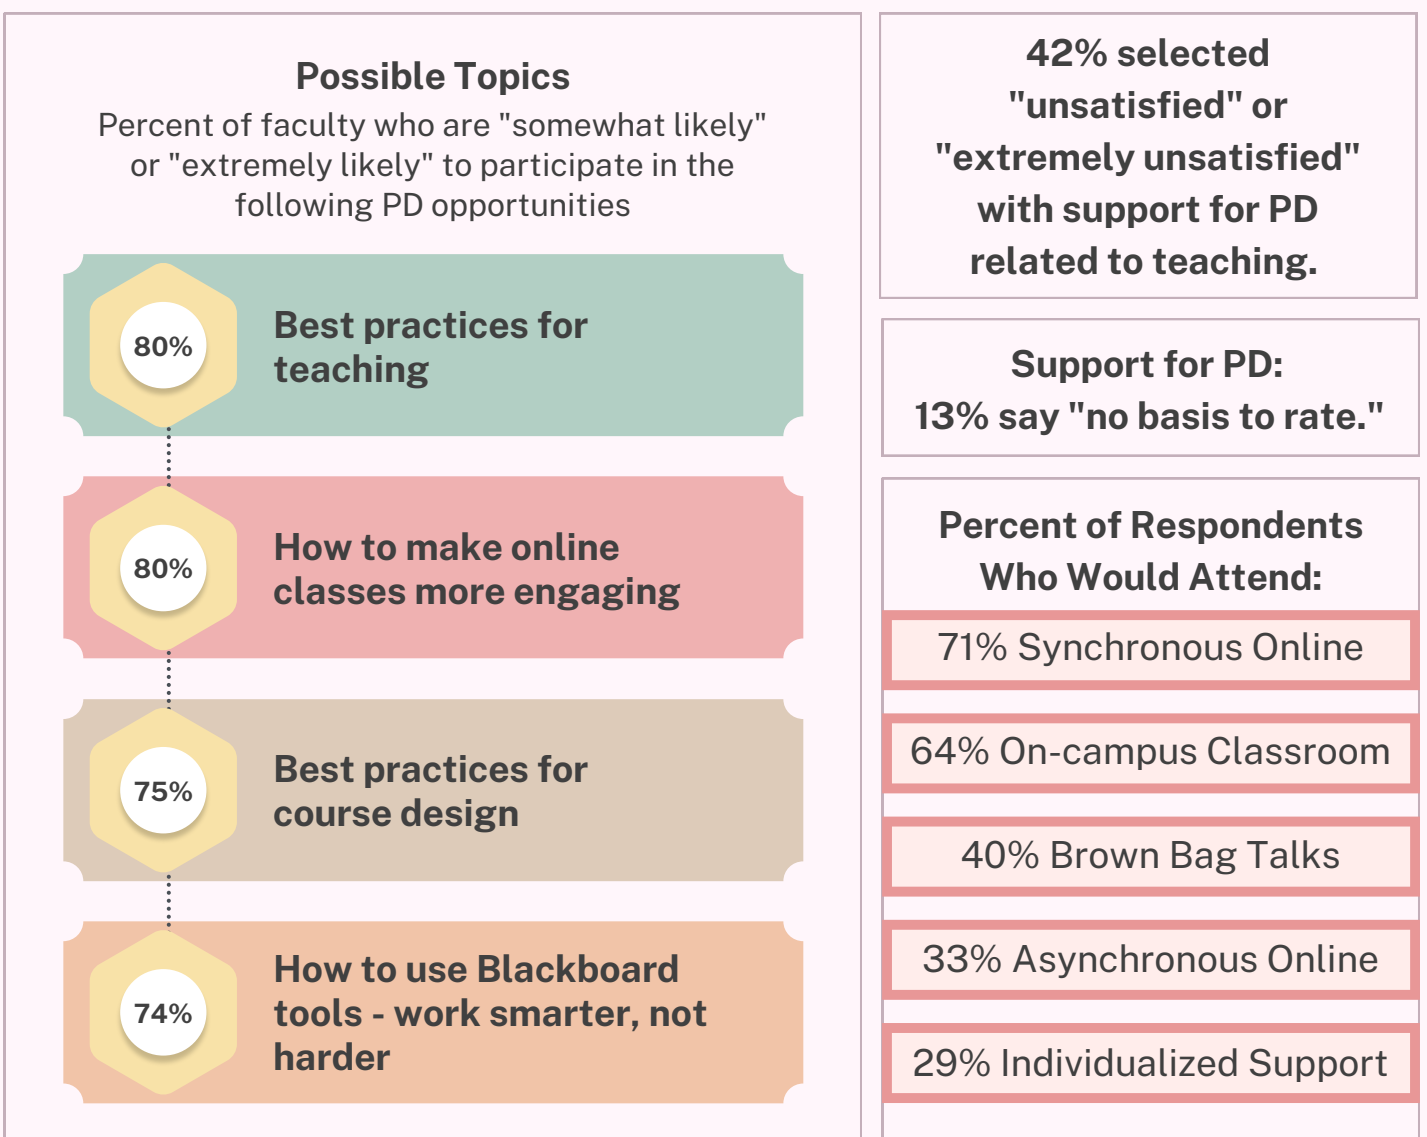 Possible Topics
Percent of faculty who are "somewhat likely"
or "extremely likely" to participate in the
following PD opportunities
80%
Best practices for
teaching
80%
How to make online
classes more engaging
75%
Best practices for
course design
74%
How to use Blackboard
tools - work smarter, not
harder
42% selected
"unsatisfied" or
"extremely unsatisfied"
with support for PD
related to teaching.
Support for PD:
13% say "no basis to rate."
Percent of Respondents
Who Would Attend:
71% Synchronous Online
64% On-campus Classroom
40% Brown Bag Talks
33% Asynchronous Online
29% Individualized Support